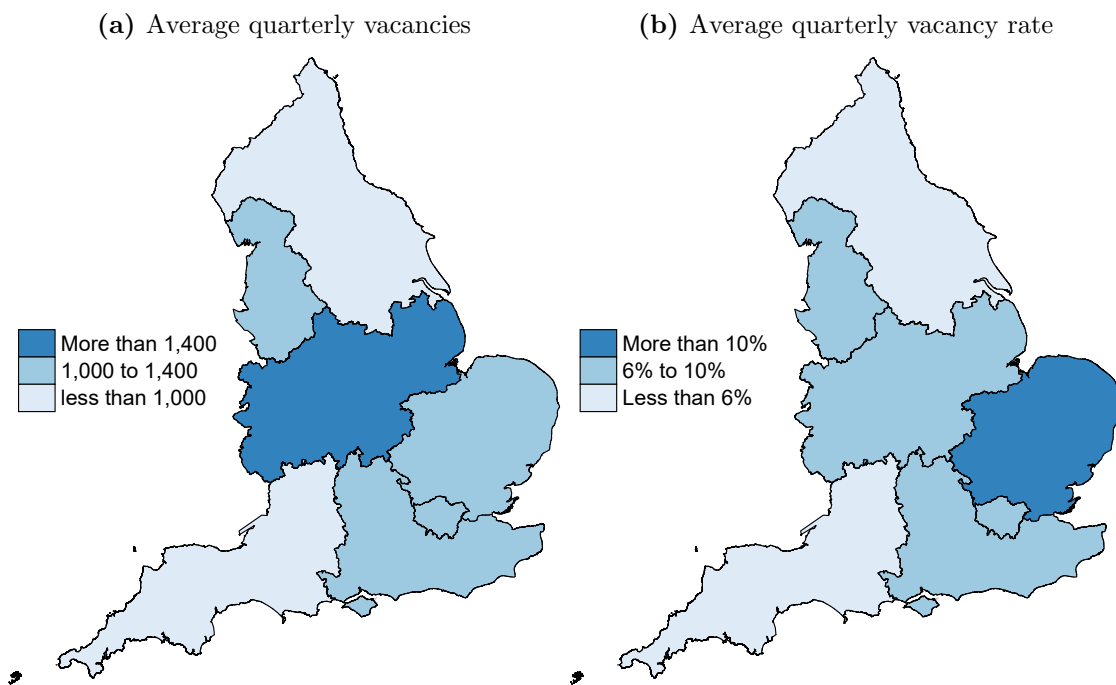 (a) Average quarterly vacancies
More than 1,400
1,000 to 1,400
less than 1,000
(b) Average quarterly vacancy rate
More than 10%
6% to 10%
Less than 6%